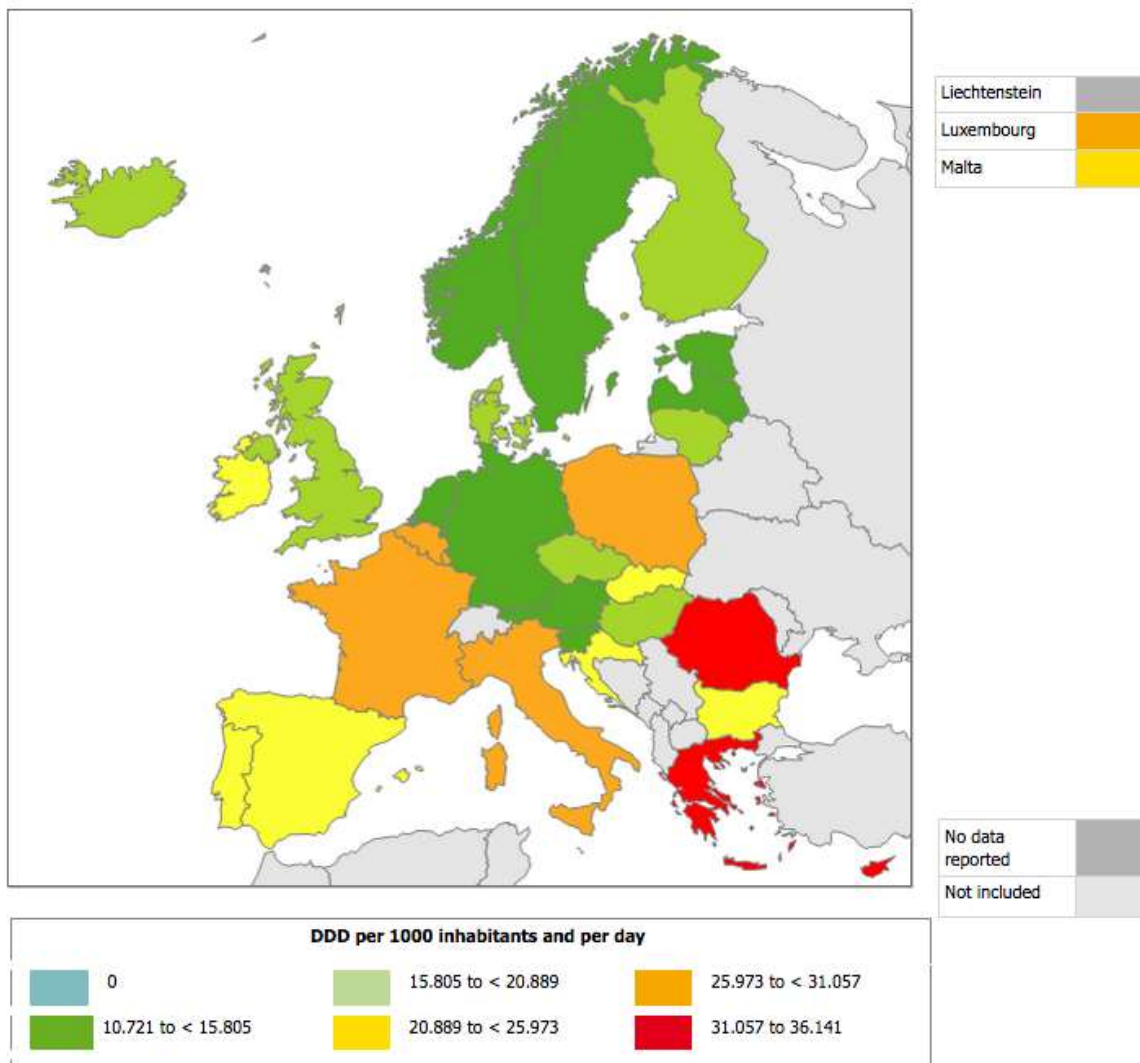 Liechtenstein
Luxembourg
Malta
No data
reported
Not included
DDD per 1000 inhabitants and per day
0
15.805 to < 20.889
25.973 to < 31.057
10.721 to < 15.805
20.889 to < 25.973
31.057 to 36.141